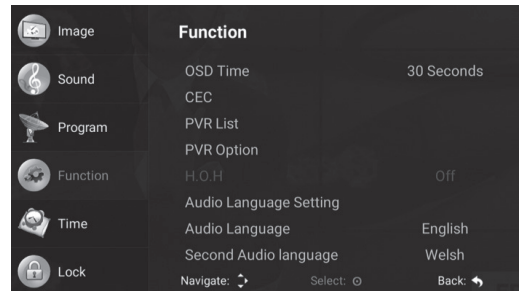 Image
Sound
Program
Function
Time
Lock
Function
OSD Time 30 Seconds
CEC
PVR List
PVR Option
H.O.H Off
Audio Language Setting
Audio Language English
Second Audio language Welsh
Navigate: Select: Back: